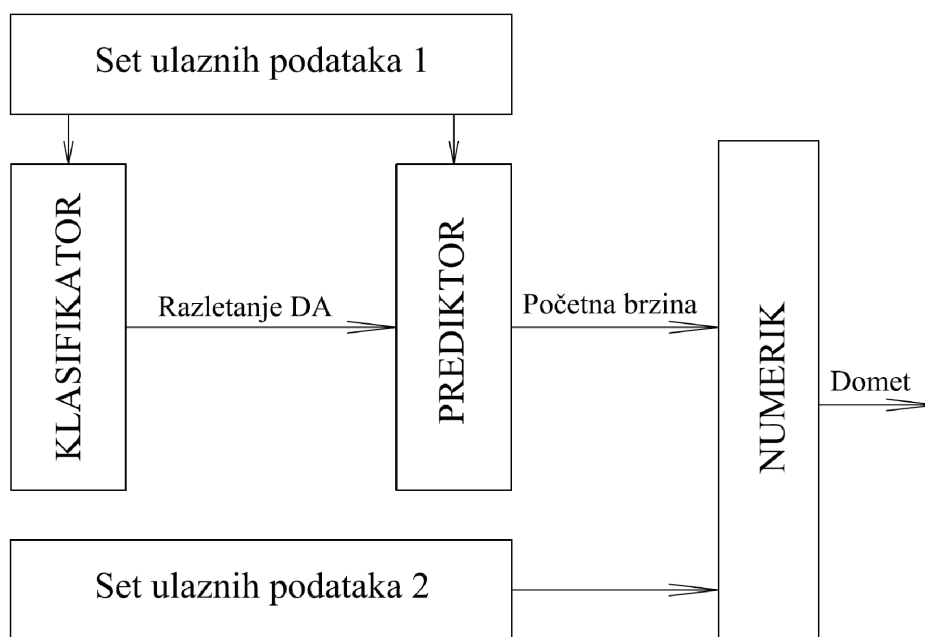 Set ulaznih podataka 1
KLASIFIKATOR
Razletanje DA
PREDIKTOR
Početna brzina
NUMERIK
Domet
Set ulaznih podataka 2